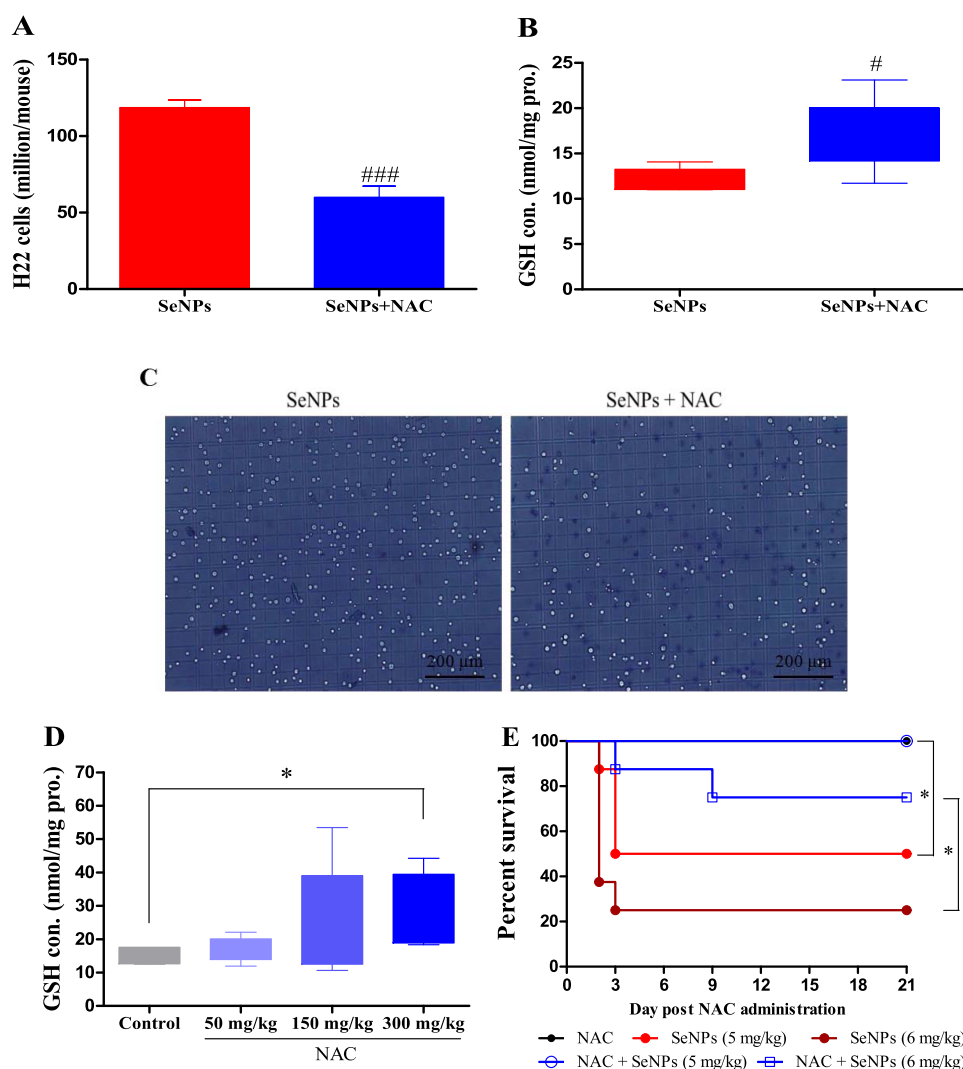 A
H22 cells (million/mouse)
150
100
50
0
###
SeNPs
SeNPs+NAC
B
GSH con. (nmol/mg pro.)
25
20
15
10
5
0
#
SeNPs
SeNPs+NAC
C
SeNPs
SeNPs + NAC
200 μm
200 μm
D
GSH con. (nmol/mg pro.)
70
60
50
40
30
20
10
0
*
Control
50 mg/kg
150 mg/kg
300 mg/kg
NAC
E
Percent survival
100
80
60
40
20
0
*
*
0
3
6
9
12
15
18
21
Day post NAC administration
NAC
SeNPs (5 mg/kg)
SeNPs (6 mg/kg)
NAC + SeNPs (5 mg/kg)
NAC + SeNPs (6 mg/kg)